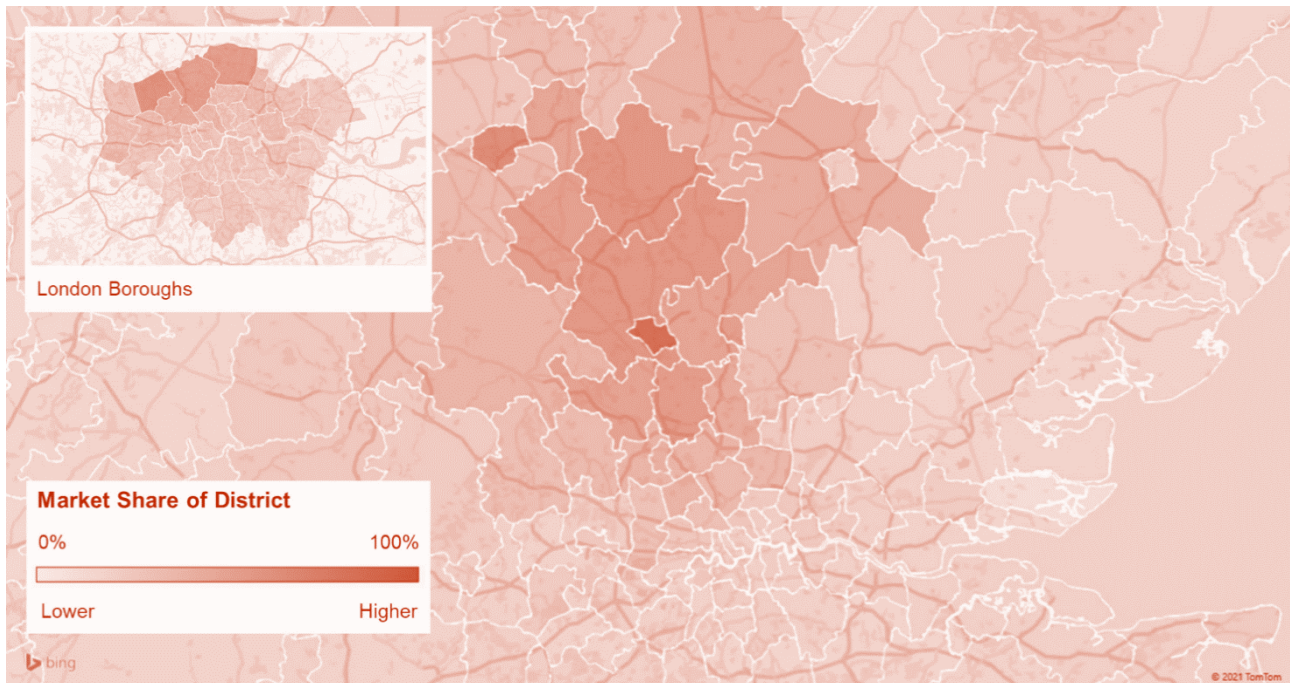 London Boroughs
Market Share of District
0% 100%
Lower Higher
bing
© 2021 TomTom